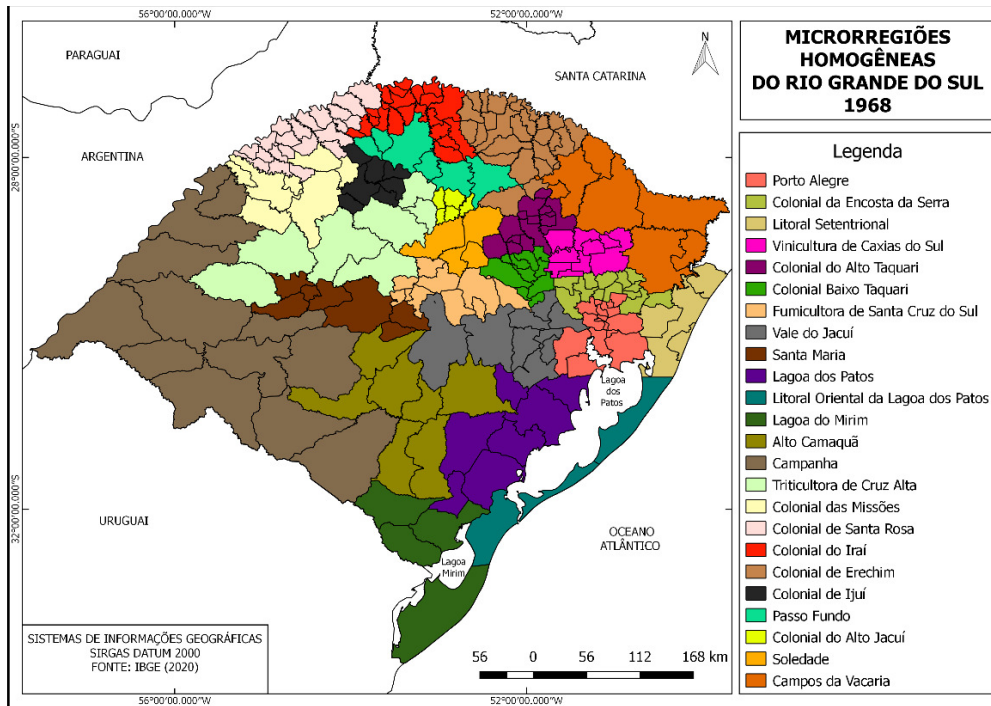 56°00'00.000"W
52°00'00.000"W
PARAGUAI
SANTA CATARINA
N
ARGENTINA
28°00'00.000"S
32°00'00.000"S
URUGUAI
OCEANO
ATLÂNTICO
Lagoa
dos
Patos
Lagoa
Mirim
SISTEMAS DE INFORMAÇÕES GEOGRÁFICAS
SIRGAS DATUM 2000
FONTE: IBGE (2020)
56 0 56 112 168 km
56°00'00.000"W
52°00'00.000"W
MICRORREGIÕES
HOMOGÊNEAS
DO RIO GRANDE DO SUL
1968
Legenda
Porto Alegre
Colonial da Encosta da Serra
Litoral Setentrional
Vinicultura de Caxias do Sul
Colonial do Alto Taquari
Colonial Baixo Taquari
Fumicultora de Santa Cruz do Sul
Vale do Jacuí
Santa Maria
Lagoa dos Patos
Litoral Oriental da Lagoa dos Patos
Lagoa do Mirim
Alto Camaquã
Campanha
Triticultora de Cruz Alta
Colonial das Missões
Colonial de Santa Rosa
Colonial do Iraí
Colonial de Erechim
Colonial de Ijuí
Passo Fundo
Colonial do Alto Jacuí
Soledade
Campos da Vacaria